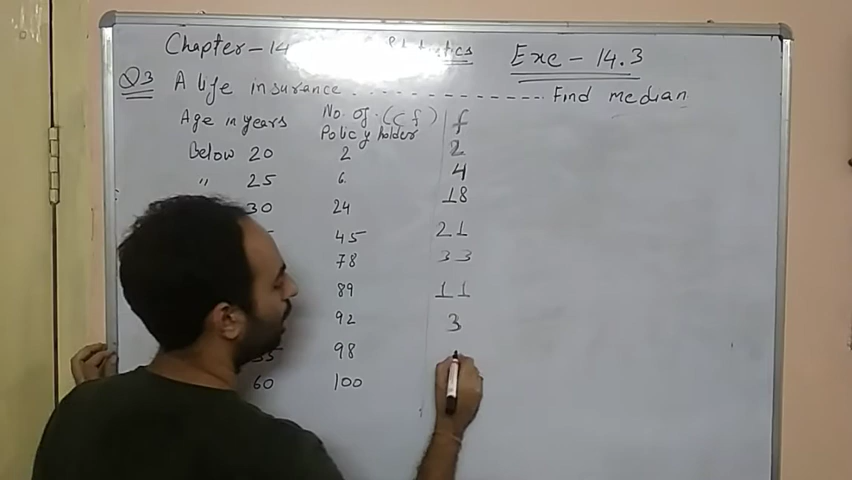 Chapter-14 Statistics Exe-14.3
Q3 A life insurance ---------- Find median
Age in years No. of (cf) f
Policy holder
Below 20 2 2
" 25 6 4
30 24 18
45 21
78 33
89 11
92 3
55 98
60 100